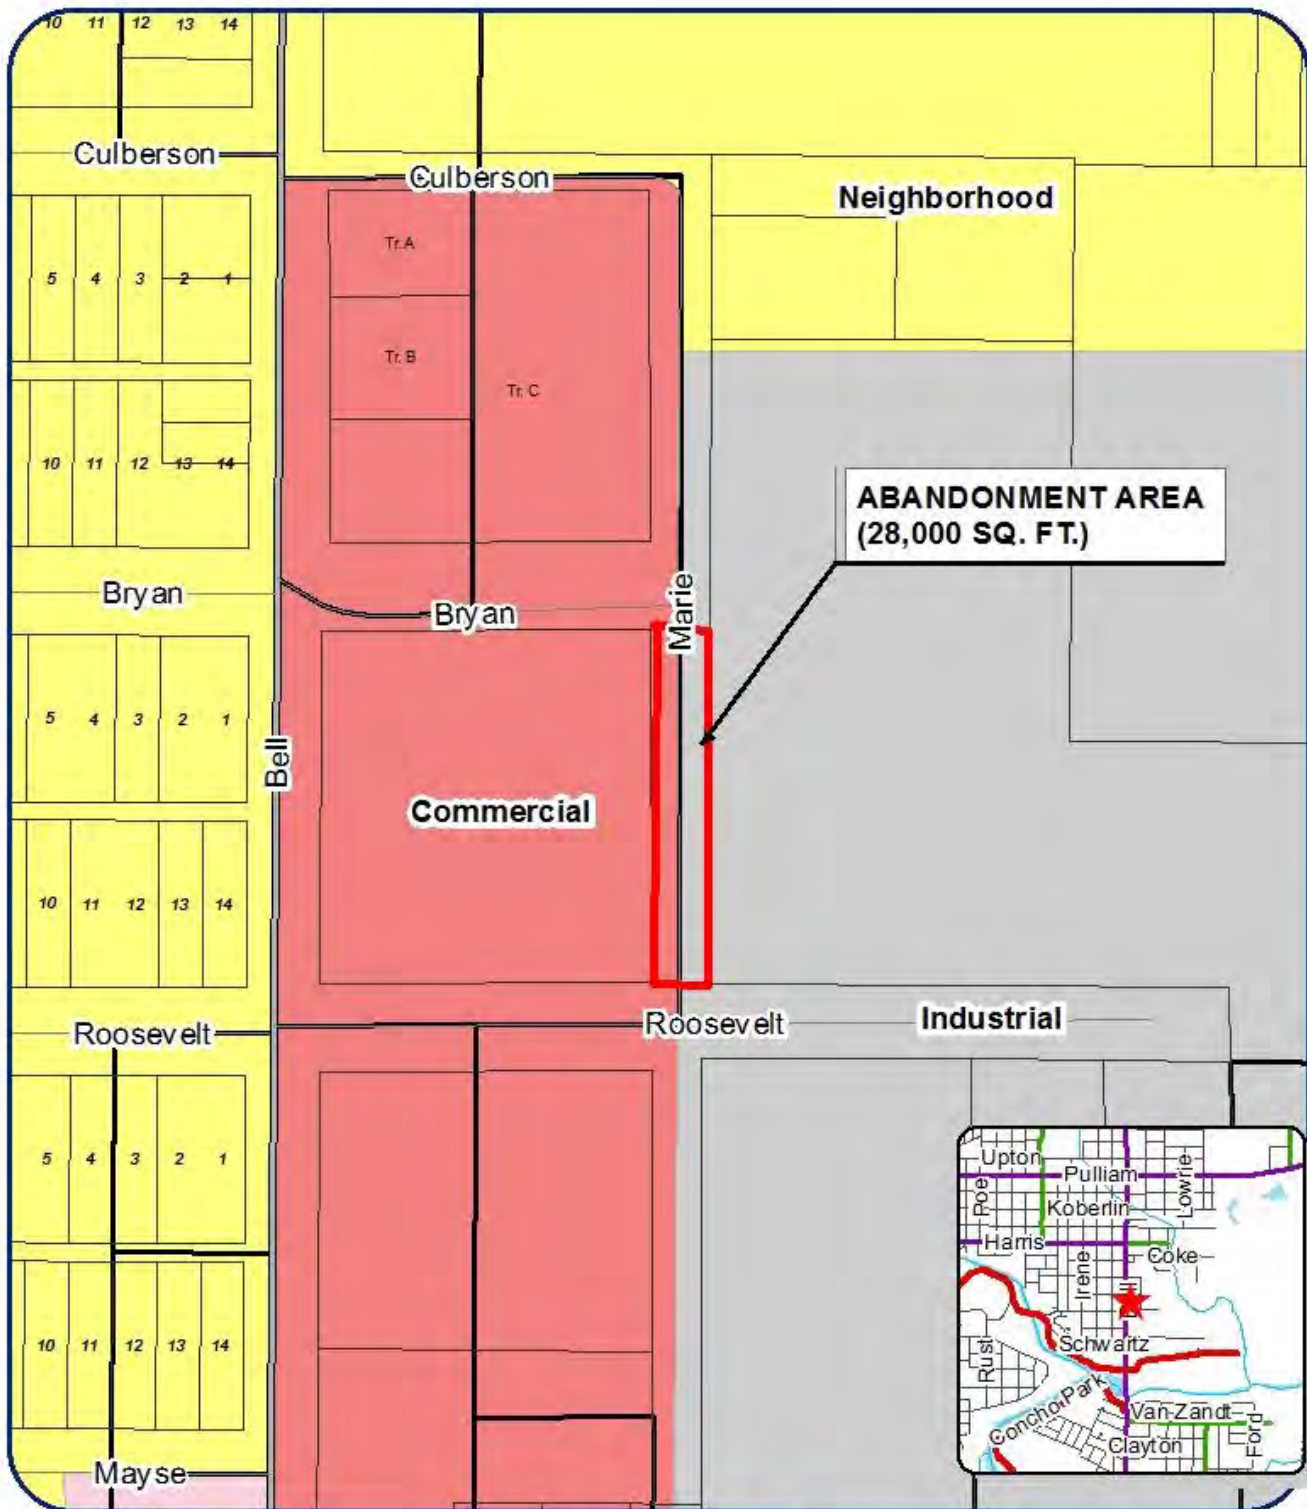 10 11 12 13 14
Culberson
Culberson
Neighborhood
Tr. A
5 4 3 2 1
Tr. B
Tr. C
10 11 12 13 14
ABANDONMENT AREA
(28,000 SQ. FT.)
Bryan
Bryan
Marie
5 4 3 2 1
Bell
Commercial
10 11 12 13 14
Roosevelt
Roosevelt
Industrial
5 4 3 2 1
10 11 12 13 14
Mayse
Upton
Pulliam
Lowrie
Poe
Koberlin
Harris
Coke
Irene
Schwartz
Rust
Concho Park
Van Zandt
Ford
Clayton